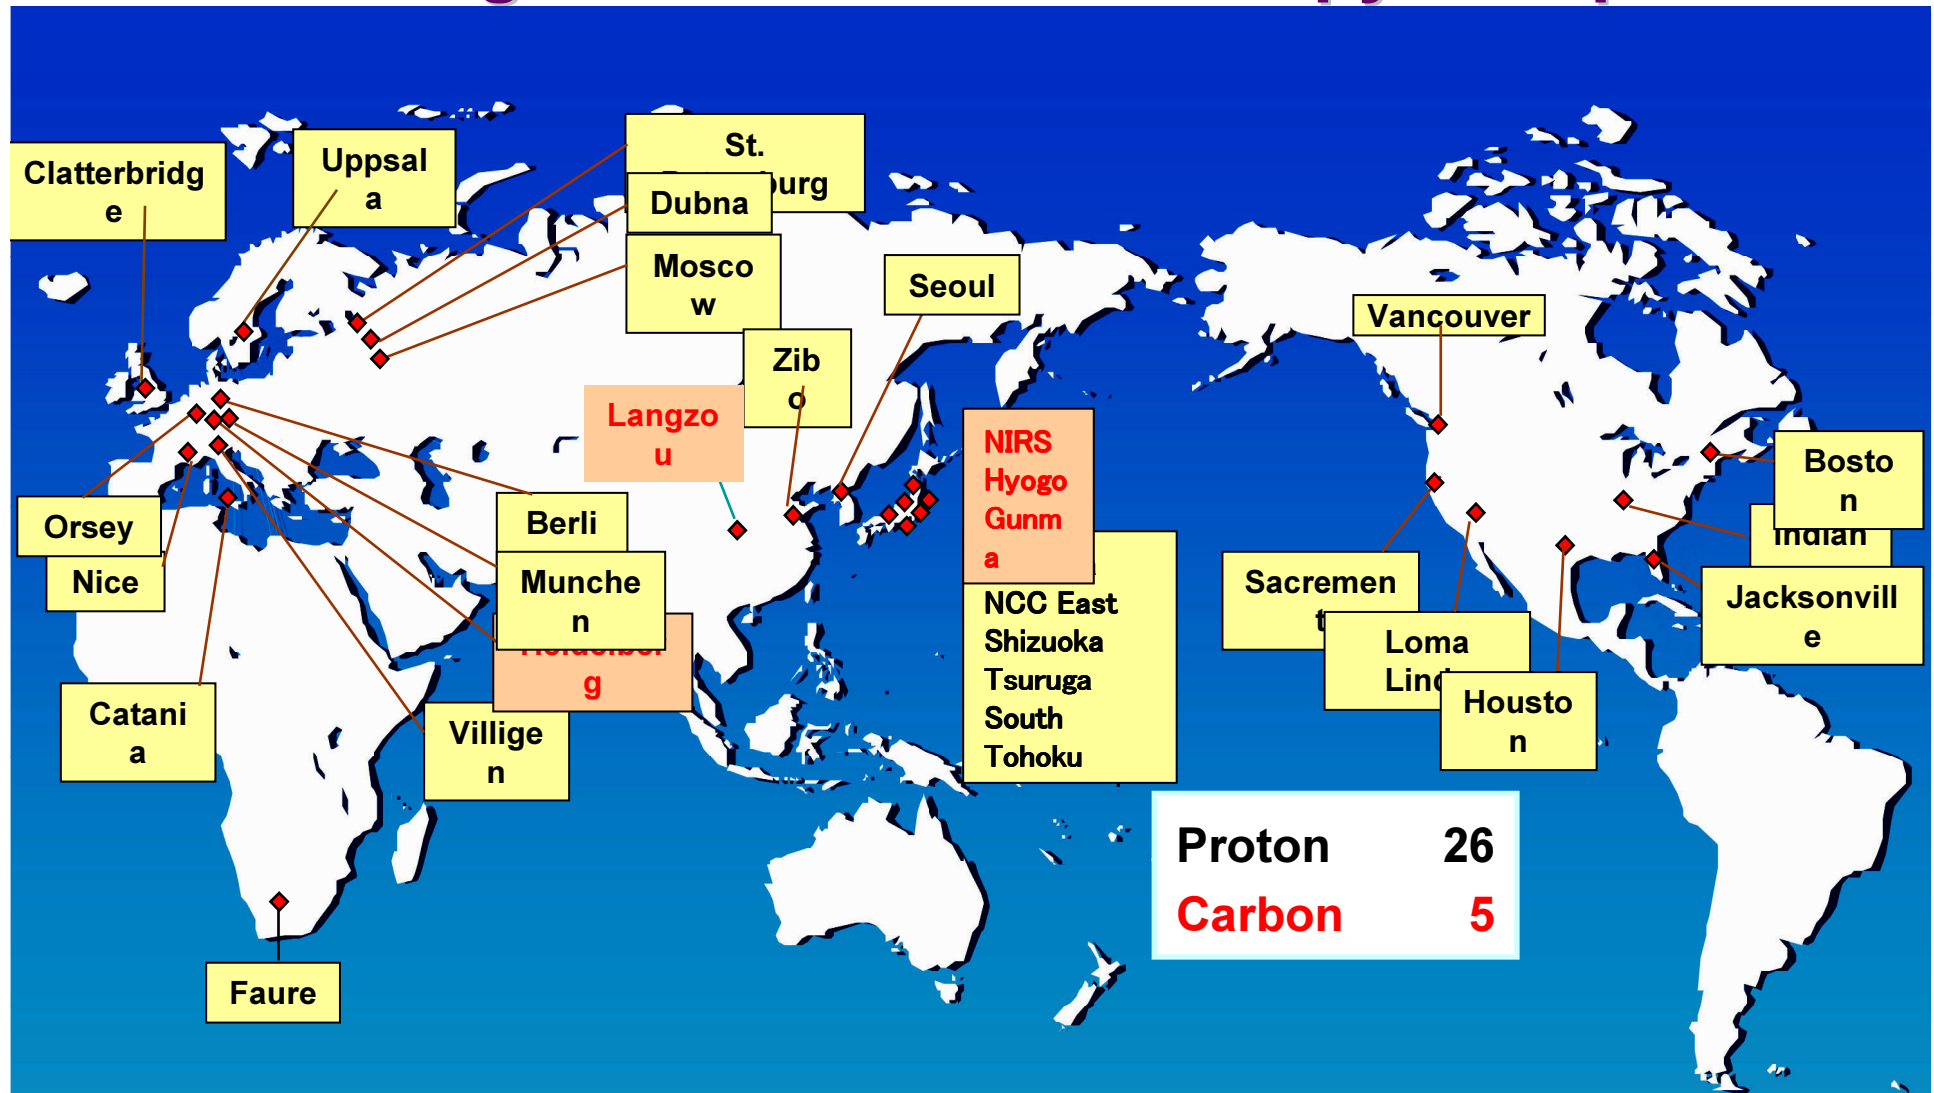 Clatterbridg
e
Uppsal
a
St.
burg
Dubna
Mosco
w
Seoul
Vancouver
Zib
o
Langzo
u
NIRS
Hyogo
Gunm
a
NCC East
Shizuoka
Tsuruga
South
Tohoku
Bosto
n
Indian
Jacksonvill
e
Sacremen
Loma
Lind
Housto
n
Orsey
Nice
Berli
Munche
n
g
Catani
a
Villige
n
Faure
Proton 26
Carbon 5